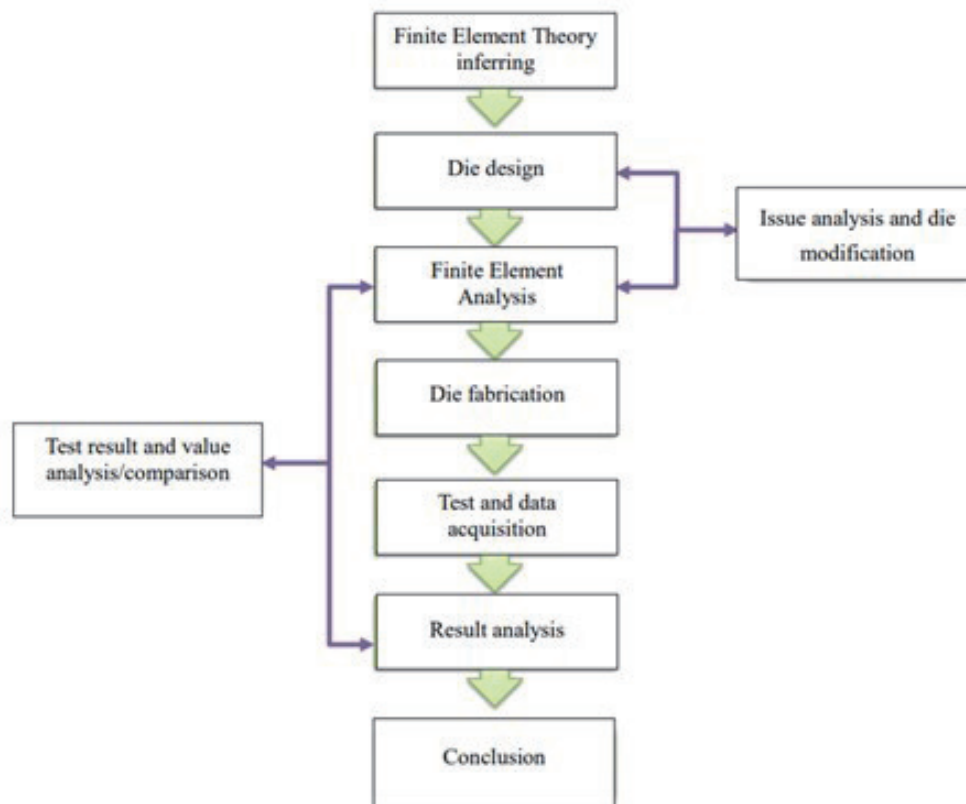 Finite Element Theory
inferring
Die design
Issue analysis and die
modification
Finite Element
Analysis
Die fabrication
Test result and value
analysis/comparison
Test and data
acquisition
Result analysis
Conclusion